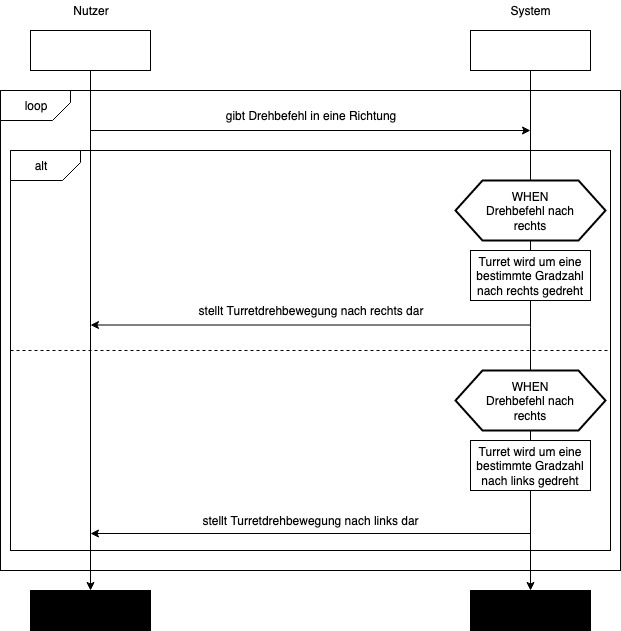 Nutzer
System
loop
gibt Drehbefehl in eine Richtung
alt
WHEN
Drehbefehl nach
rechts
Turret wird um eine
bestimmte Gradzahl
nach rechts gedreht
stellt Turretdrehbewegung nach rechts dar
WHEN
Drehbefehl nach
rechts
Turret wird um eine
bestimmte Gradzahl
nach links gedreht
stellt Turretdrehbewegung nach links dar